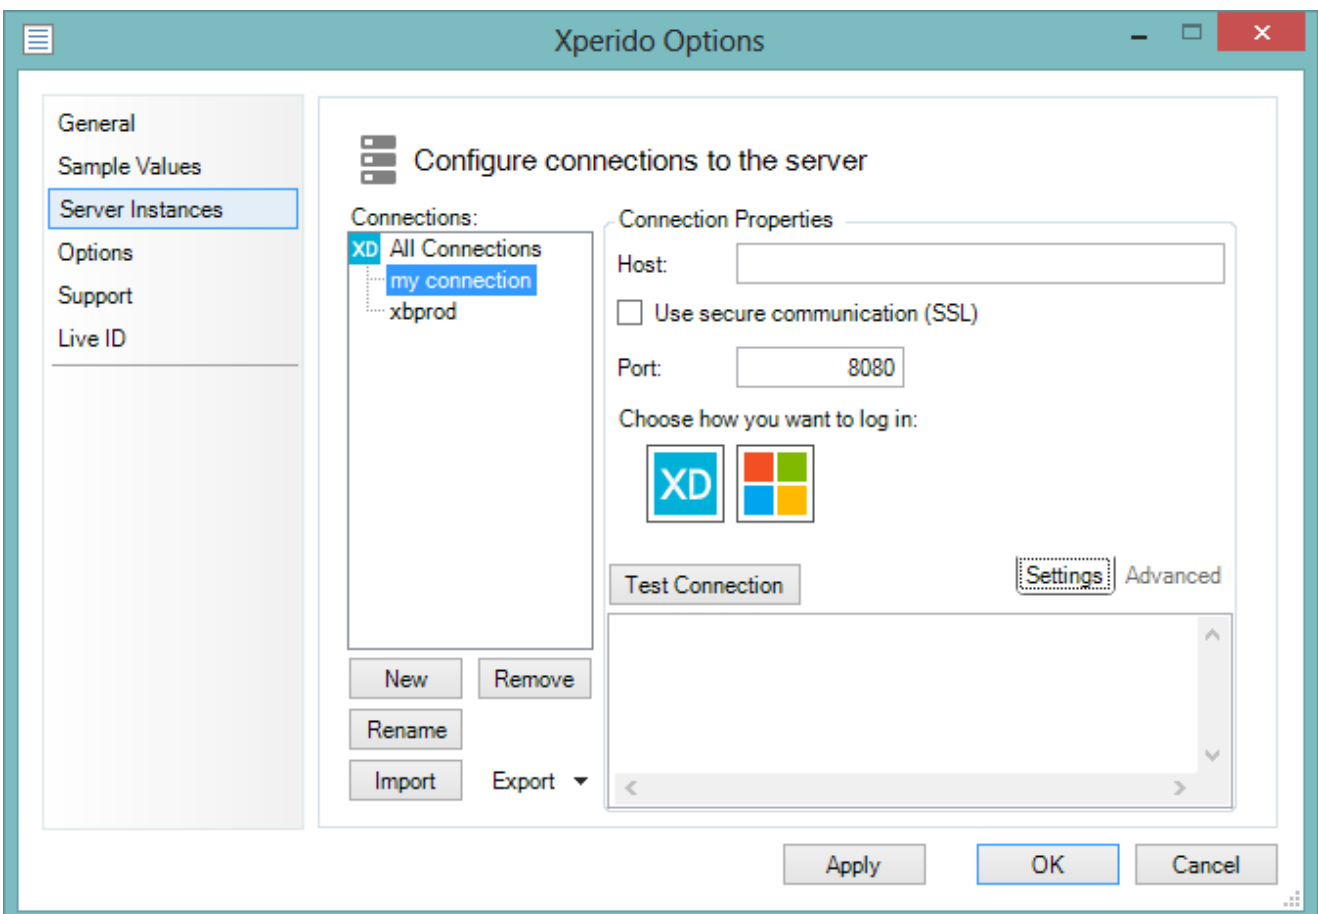 Xperido Options
General
Sample Values
Server Instances
Options
Support
Live ID
Configure connections to the server
Connections:
XD All Connections
my connection
xbprod
New Remove
Rename
Import Export
Connection Properties
Host:
Use secure communication (SSL)
Port: 8080
Choose how you want to log in:
XD
Test Connection
Settings Advanced
Apply OK Cancel